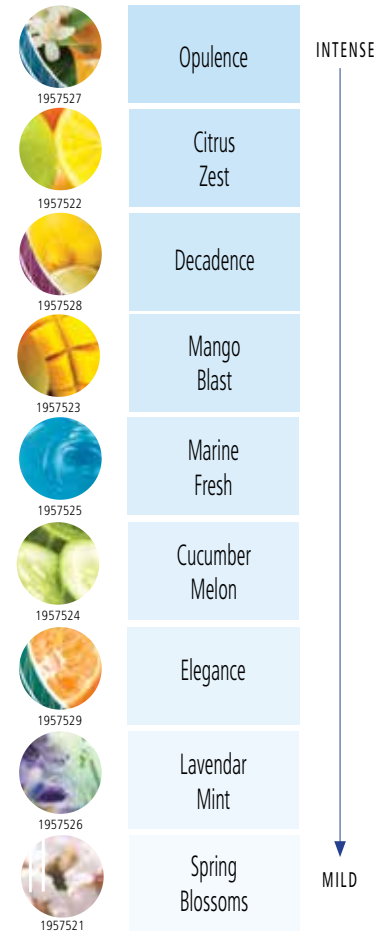 Opulence
INTENSE
1957527
Citrus
Zest
1957522
Decadence
1957528
Mango
Blast
1957523
Marine
Fresh
1957525
Cucumber
Melon
1957524
Elegance
1957529
Lavendar
Mint
1957526
Spring
Blossoms
MILD
1957521